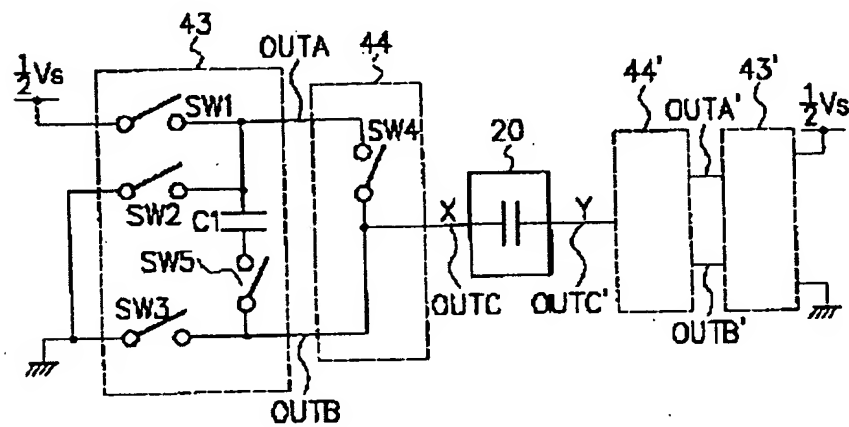 43
OUTA
44
½Vs
SW1
SW4
SW2
C1
SW5
SW3
OUTB
X
OUTC
20
Y
OUTC'
44'
OUTA'
43'
½Vs
OUTB'